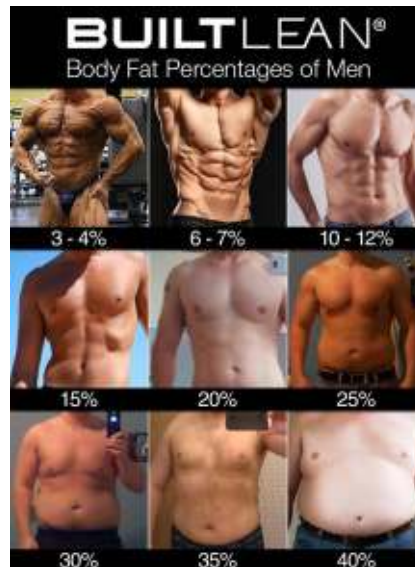 BUILTLEAN®
Body Fat Percentages of Men
3 - 4%
6 - 7%
10 - 12%
15%
20%
25%
30%
35%
40%